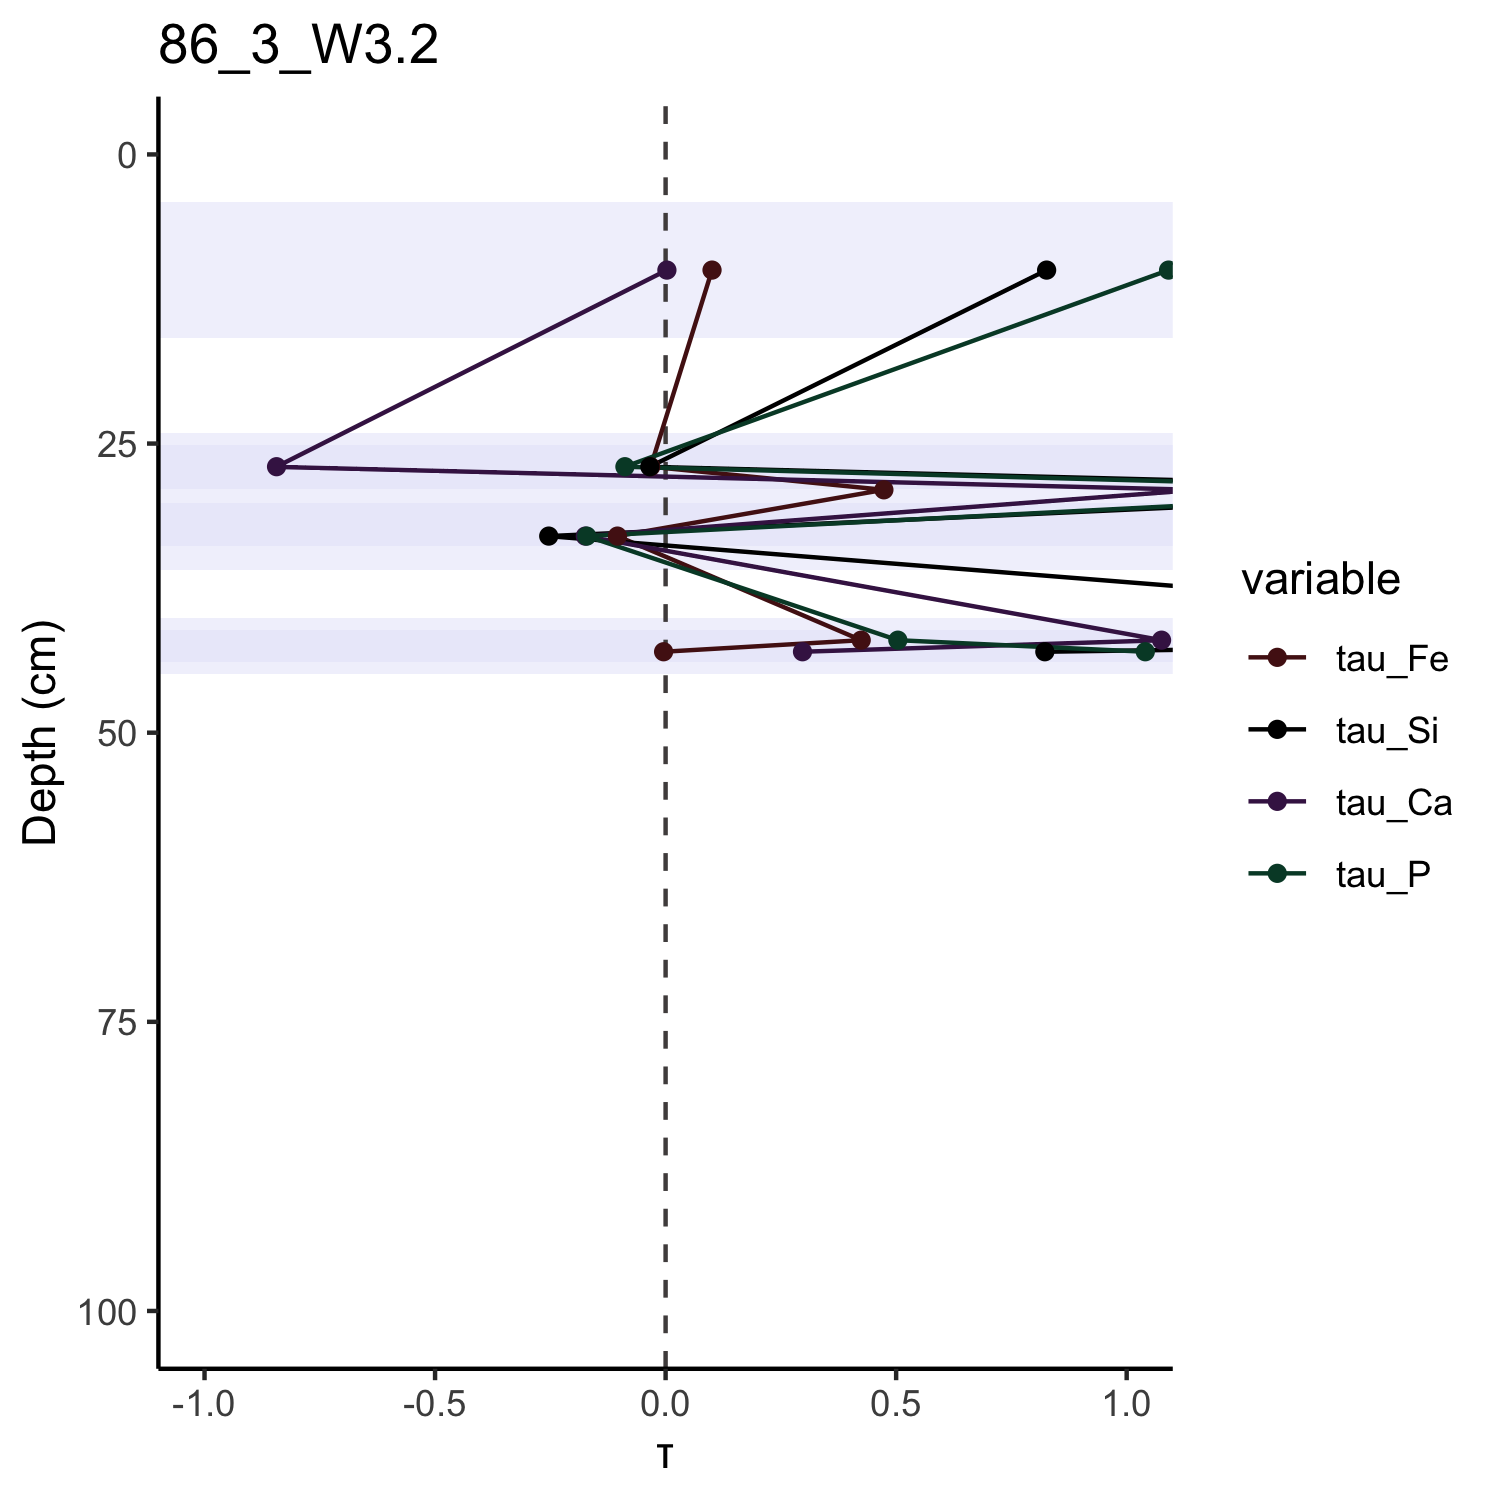 86_3_W3.2
0
25
50
75
100
Depth (cm)
-1.0
-0.5
0.0
0.5
1.0
τ
variable
tau_Fe
tau_Si
tau_Ca
tau_P